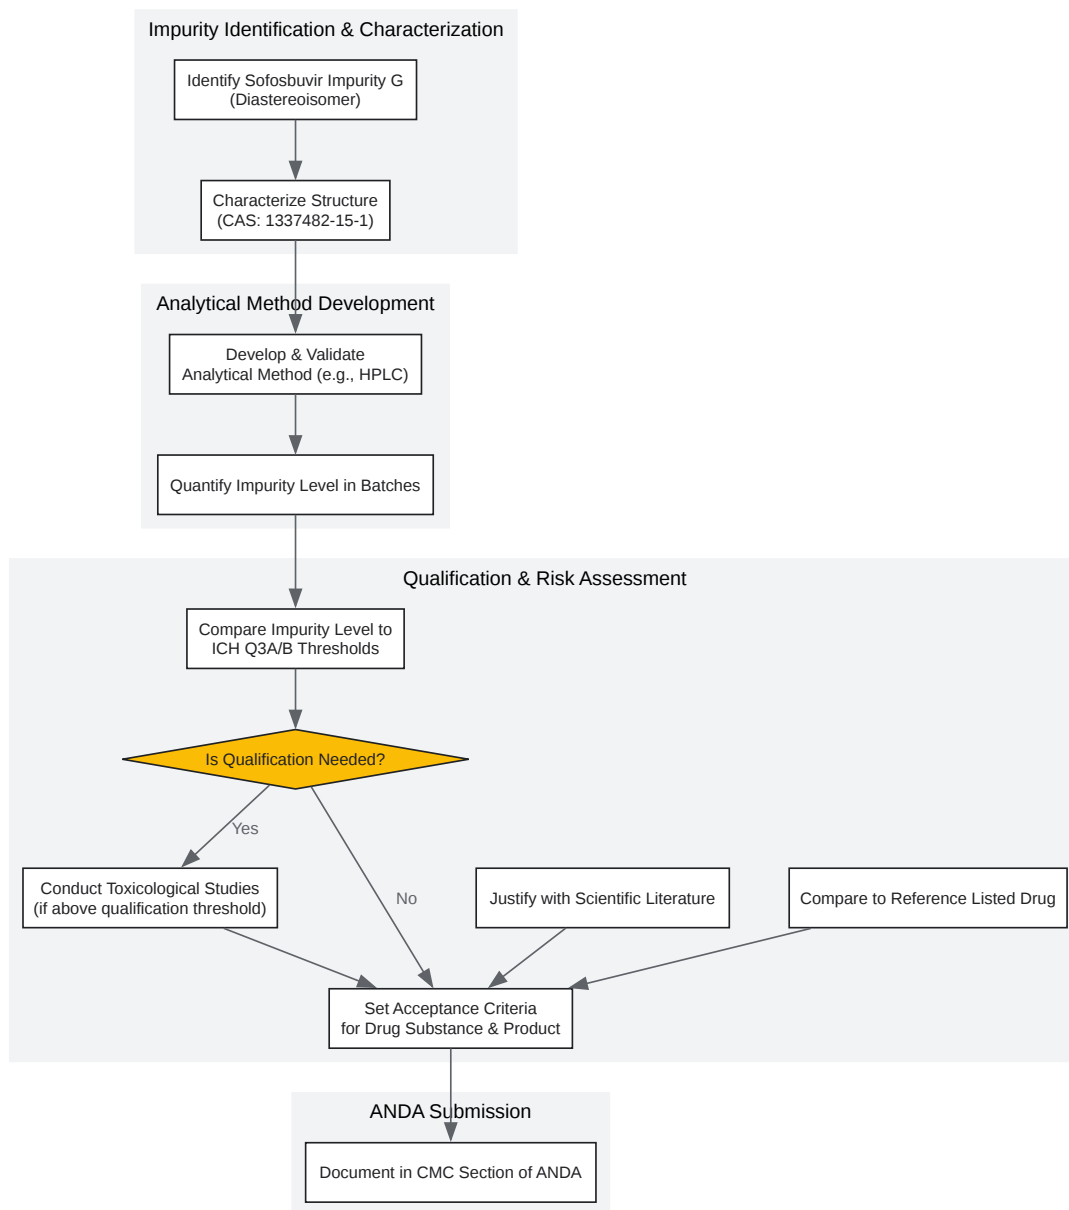 Impurity Identification & Characterization
Identify Sofosbuvir Impurity G
(Diastereoisomer)
Characterize Structure
(CAS: 1337482-15-1)
Analytical Method Development
Develop & Validate
Analytical Method (e.g., HPLC)
Quantify Impurity Level in Batches
Qualification & Risk Assessment
Compare Impurity Level to
ICH Q3A/B Thresholds
Is Qualification Needed?
Yes
No
Conduct Toxicological Studies
(if above qualification threshold)
Justify with Scientific Literature
Compare to Reference Listed Drug
Set Acceptance Criteria
for Drug Substance & Product
ANDA Submission
Document in CMC Section of ANDA